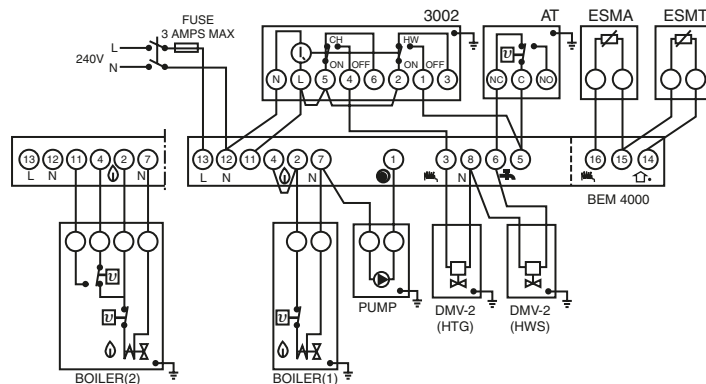 FUSE
3 AMPS MAX
240V
L
N
3002
CH
HW
ON OFF
ON OFF
N L 5 4 6 2 1 3
AT
υ
NC C NO
ESMA
ESMT
13 12 11 4 2 7
L N N
13 12 11 4 2 7 1 3 8 6 5 16 15 14
L N N N
BEM 4000
υ
υ
BOILER(2)
υ
BOILER(1)
PUMP
DMV-2
(HTG)
DMV-2
(HWS)